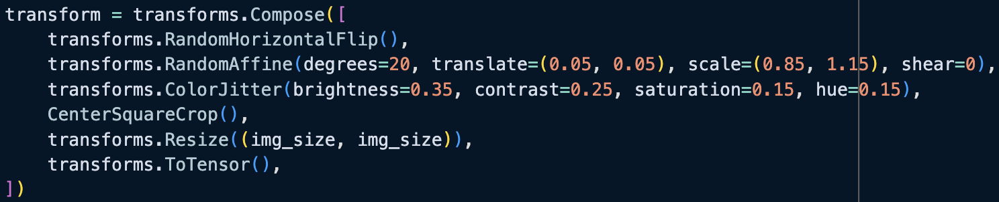 transform = transforms.Compose([
    transforms.RandomHorizontalFlip(),
    transforms.RandomAffine(degrees=20, translate=(0.05, 0.05), scale=(0.85, 1.15), shear=0),
    transforms.ColorJitter(brightness=0.35, contrast=0.25, saturation=0.15, hue=0.15),
    CenterSquareCrop(),
    transforms.Resize((img_size, img_size)),
    transforms.ToTensor(),
])